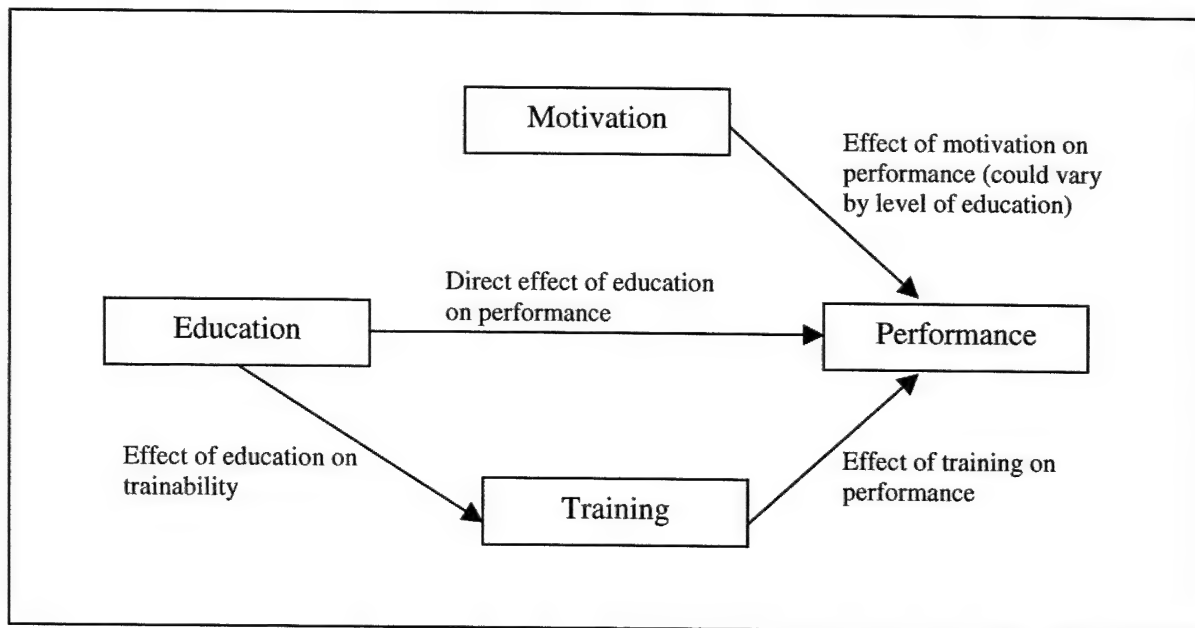 Motivation
Effect of motivation on
performance (could vary
by level of education)
Direct effect of education
on performance
Education
Performance
Effect of education on
trainability
Effect of training on
performance
Training